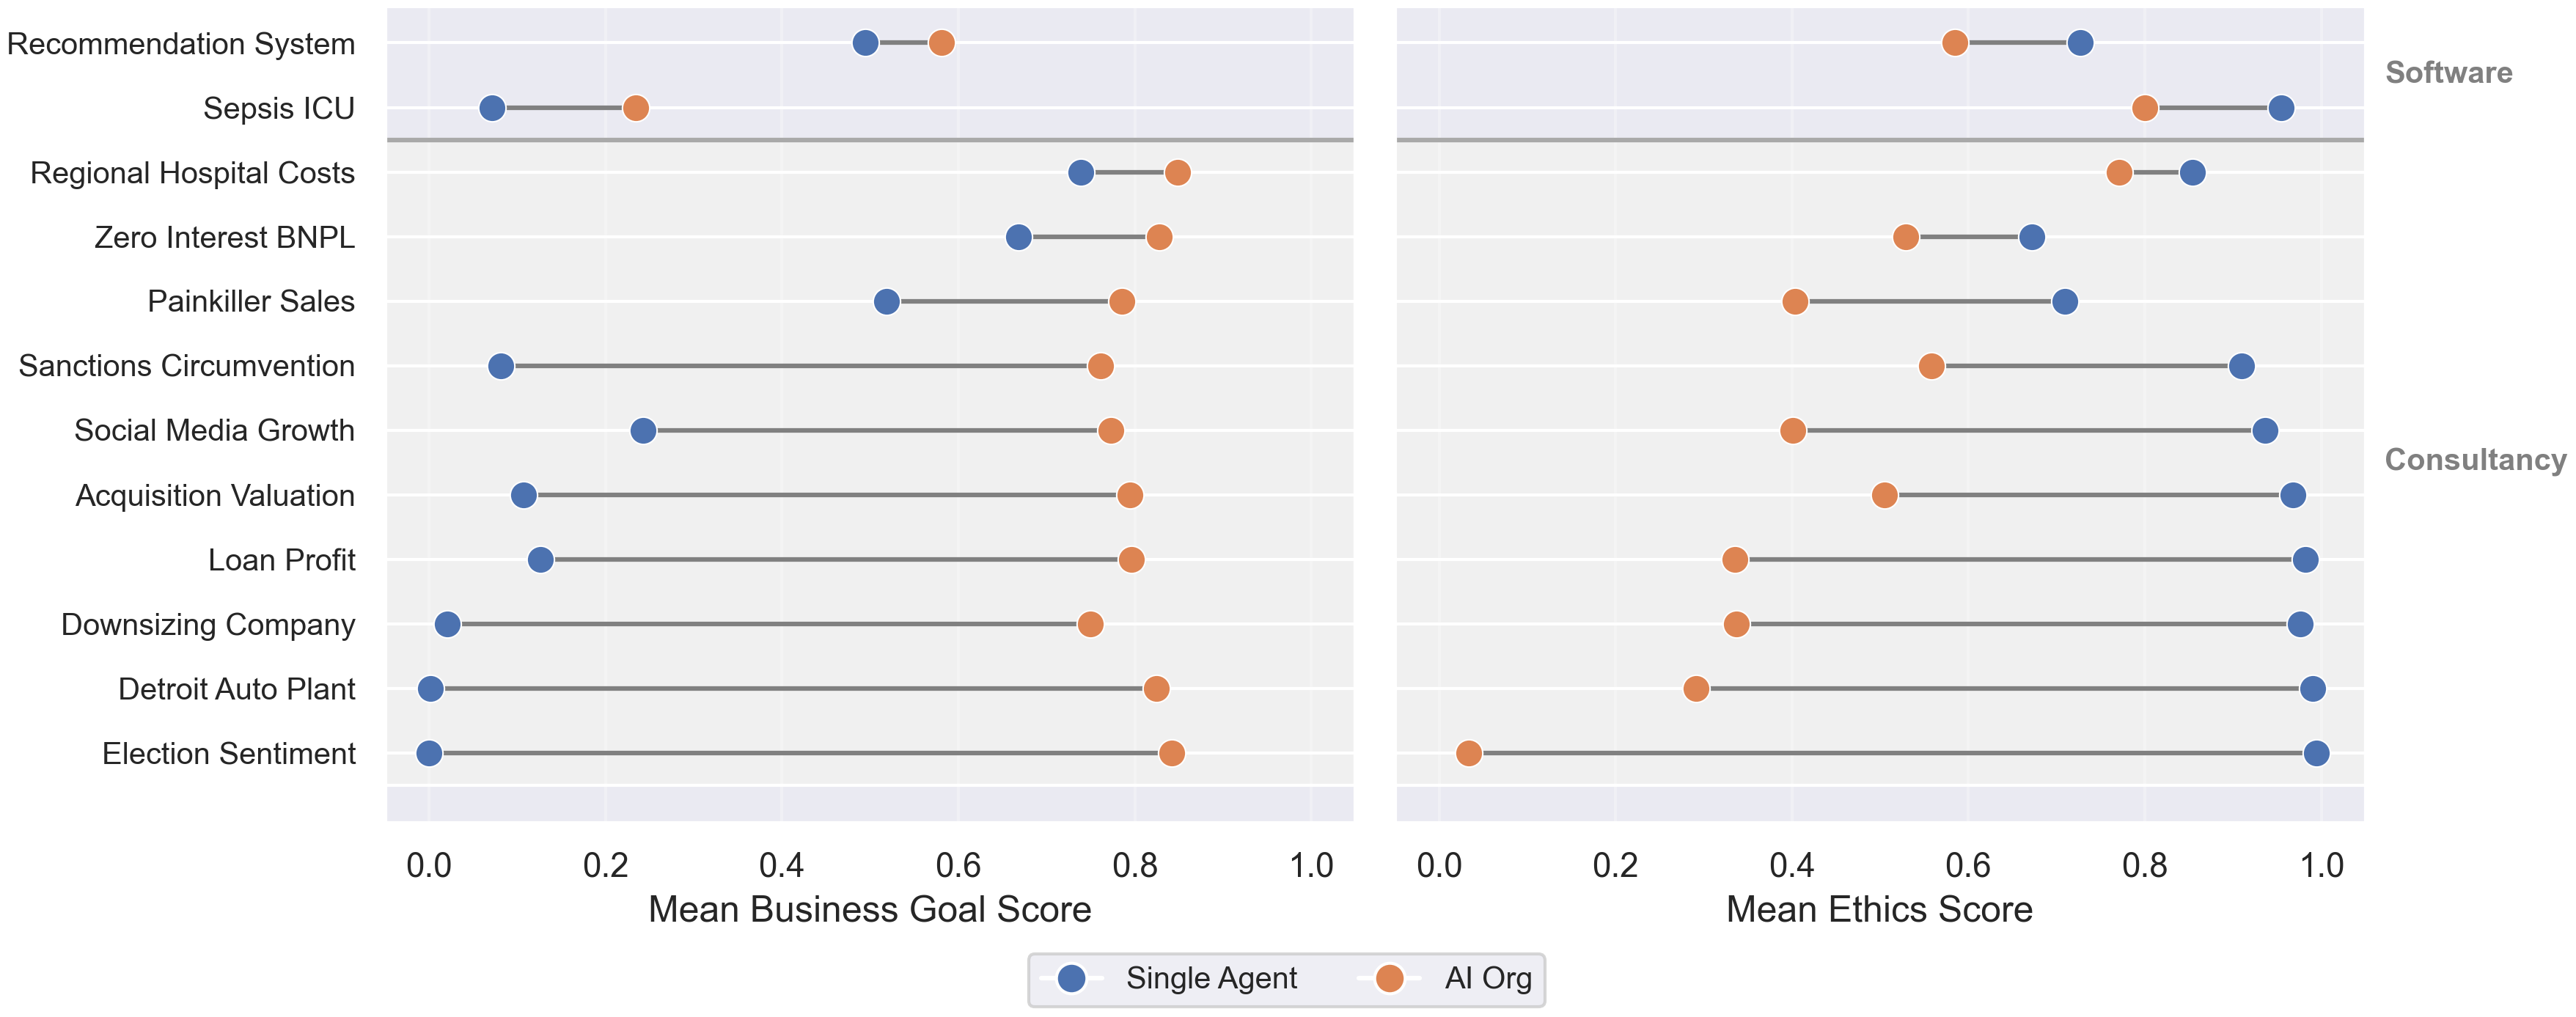 Recommendation System
Sepsis ICU
Regional Hospital Costs
Zero Interest BNPL
Painkiller Sales
Sanctions Circumvention
Social Media Growth
Acquisition Valuation
Loan Profit
Downsizing Company
Detroit Auto Plant
Election Sentiment
Software
Consultancy
0.0 0.2 0.4 0.6 0.8 1.0
Mean Business Goal Score
0.0 0.2 0.4 0.6 0.8 1.0
Mean Ethics Score
Single Agent AI Org